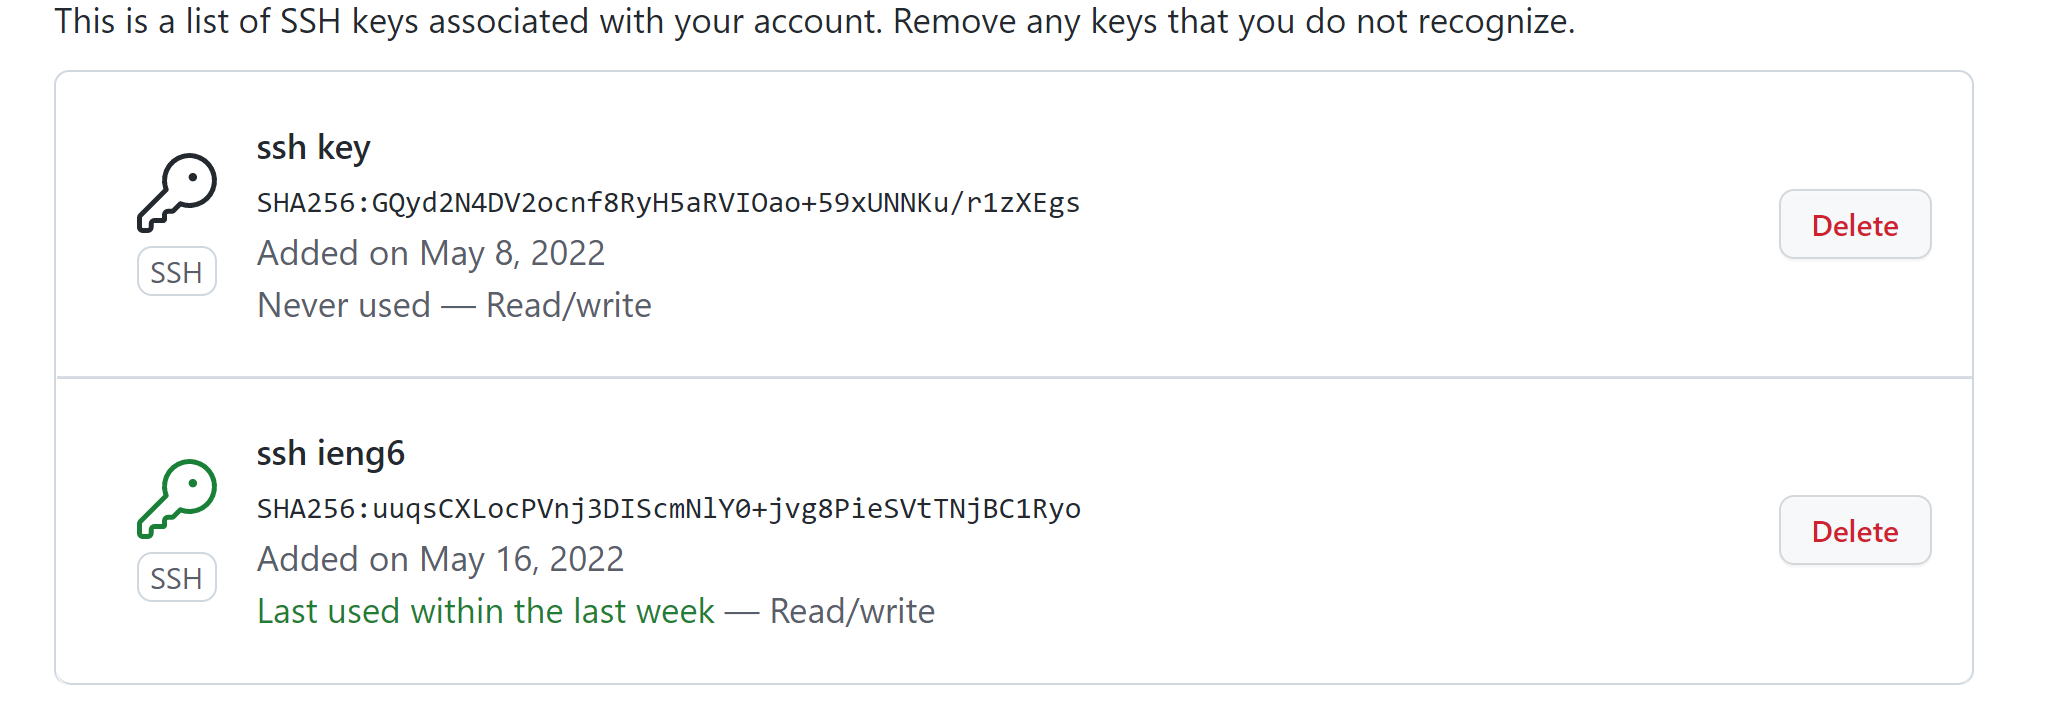 This is a list of SSH keys associated with your account. Remove any keys that you do not recognize.
ssh key
SHA256:GQyd2N4DV2ocnf8RyH5aRVIOao+59xUNNKu/r1zXEgs
Added on May 8, 2022
Never used — Read/write
SSH
Delete
ssh ieng6
SHA256:uuqsCXLocPVnj3DIScmNlY0+jvg8PieSVtTNjBC1Ryo
Added on May 16, 2022
Last used within the last week — Read/write
SSH
Delete